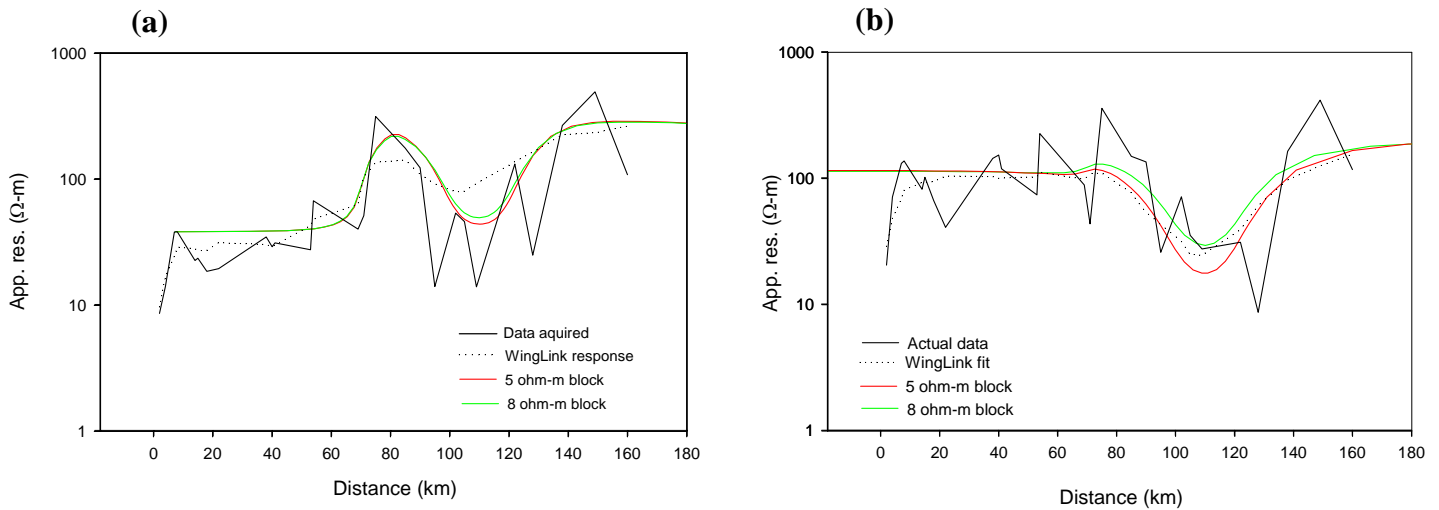 (a)
1000
100
10
1
App. res. (Ω-m)
Data aquired
WingLink response
5 ohm-m block
8 ohm-m block
0 20 40 60 80 100 120 140 160 180
Distance (km)
(b)
1000
100
10
1
App. res. (Ω-m)
Actual data
WingLink fit
5 ohm-m block
8 ohm-m block
0 20 40 60 80 100 120 140 160 180
Distance (km)